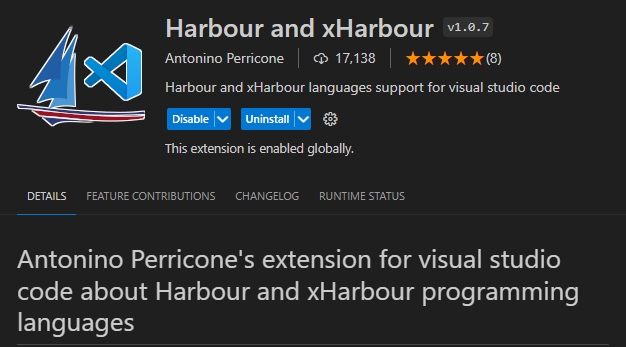 Harbour and xHarbour v1.0.7
Antonino Perricone 17,138 (8)
Harbour and xHarbour languages support for visual studio code
Disable Uninstall
This extension is enabled globally.
DETAILS FEATURE CONTRIBUTIONS CHANGELOG RUNTIME STATUS
Antonino Perricone's extension for visual studio
code about Harbour and xHarbour programming
languages